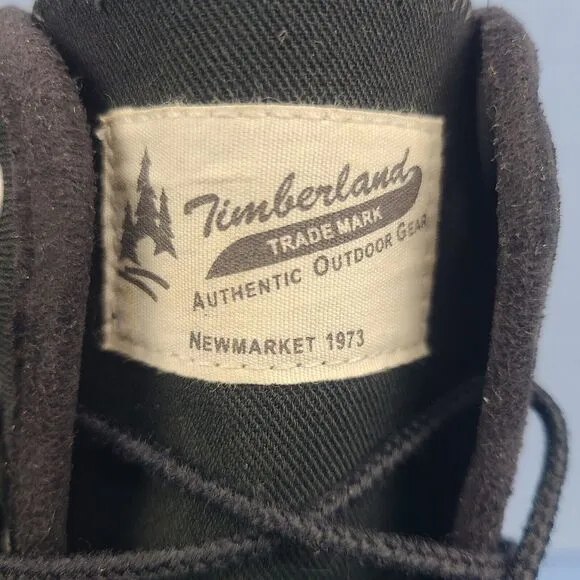 Timberland
TRADE MARK
AUTHENTIC OUTDOOR GEAR
NEWMARKET 1973